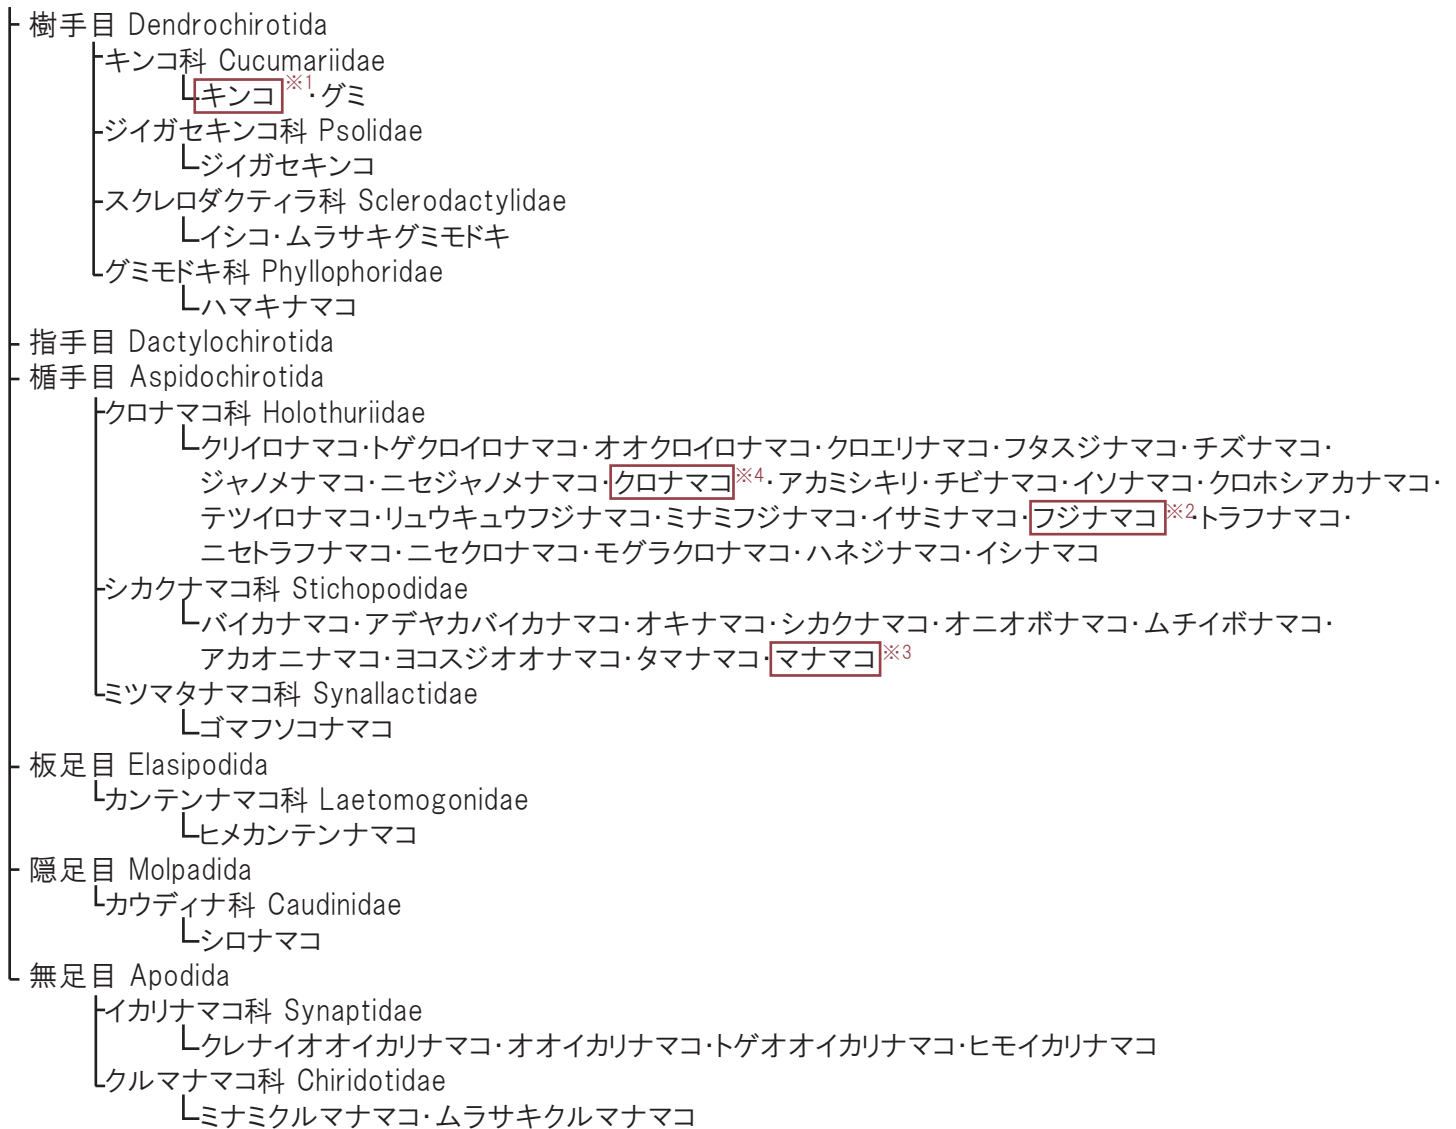 樹手目 Dendrochirotida
キンコ科 Cucumariidae
キンコ※1・グミ
ジイガセキンコ科 Psolidae
ジイガセキンコ
スクレロダクティラ科 Sclerodactylidae
イシコ・ムラサキグミモドキ
グミモドキ科 Phyllophoridae
ハマキナマコ
指手目 Dactylochirotida
楯手目 Aspidochirotida
クロナマコ科 Holothuriidae
クリイロナマコ・トゲクロイロナマコ・オオクロイロナマコ・クロエリナマコ・フタスジナマコ・チズナマコ・
ジャノメナマコ・ニセジャノメナマコ・クロナマコ※4・アカミシキリ・チビナマコ・イソナマコ・クロホシアカナマコ・
テツイロナマコ・リュウキュウフジナマコ・ミナミフジナマコ・イサミナマコ・フジナマコ※2・トラフナマコ・
ニセトラフナマコ・ニセクロナマコ・モグラクロナマコ・ハネジナマコ・イシナマコ
シカクナマコ科 Stichopodidae
バイカナマコ・アデヤカバイカナマコ・オキナマコ・シカクナマコ・オニオボナマコ・ムチイボナマコ・
アカオニナマコ・ヨコスジオオナマコ・タマナマコ・マナマコ※3
ミツマタナマコ科 Synallactidae
ゴマフソコナマコ
板足目 Elasipodida
カンテンナマコ科 Laetomogonidae
ヒメカンテンナマコ
隠足目 Molpadida
カウディナ科 Caudinidae
シロナマコ
無足目 Apodida
イカリナマコ科 Synaptidae
クレナイオオイカリナマコ・オオイカリナマコ・トゲオオイカリナマコ・ヒモイカリナマコ
クルマナマコ科 Chiridotidae
ミナミクルマナマコ・ムラサキクルマナマコ